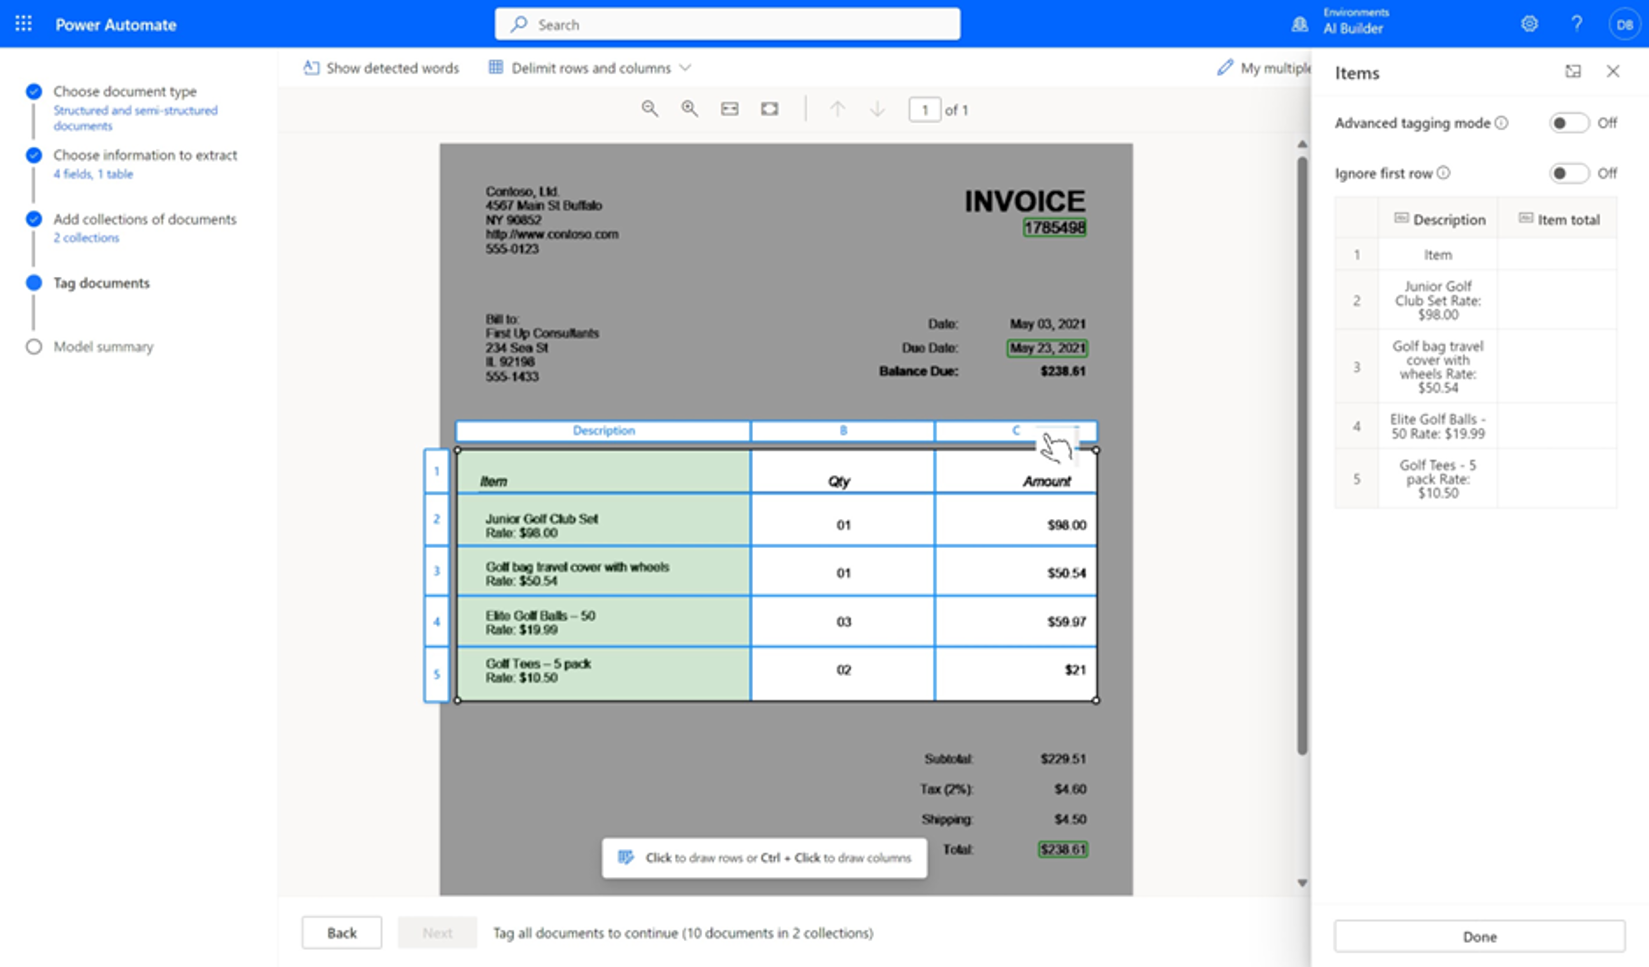 Power Automate
Search
Environments
AI Builder
DB
Choose document type
Structured and semi-structured
documents
Choose information to extract
4 fields, 1 table
Add collections of documents
2 collections
Tag documents
Model summary
Show detected words
Delimit rows and columns
My multiple
1 of 1
Contoso, Ltd.
4567 Main St Buffalo
NY 90852
http://www.contoso.com
555-0123
INVOICE
1785498
Bill to:
First Up Consultants
234 Sea St
IL 92198
555-1433
Date: May 03, 2021
Due Date: May 23, 2021
Balance Due: $238.61
Description B C
1 Item Qty Amount
2 Junior Golf Club Set 01 $98.00
Rate: $98.00
3 Golf bag travel cover with wheels 01 $50.54
Rate: $50.54
4 Elite Golf Balls – 50 03 $59.97
Rate: $19.99
5 Golf Tees – 5 pack 02 $21
Rate: $10.50
Subtotal: $229.51
Tax (2%): $4.60
Shipping: $4.50
Total: $238.61
Click to draw rows or Ctrl + Click to draw columns
Back Next Tag all documents to continue (10 documents in 2 collections)
Items
Advanced tagging mode Off
Ignore first row Off
Description Item total
1 Item
2 Junior Golf
Club Set Rate:
$98.00
3 Golf bag travel
cover with
wheels Rate:
$50.54
4 Elite Golf Balls -
50 Rate: $19.99
5 Golf Tees - 5
pack Rate:
$10.50
Done